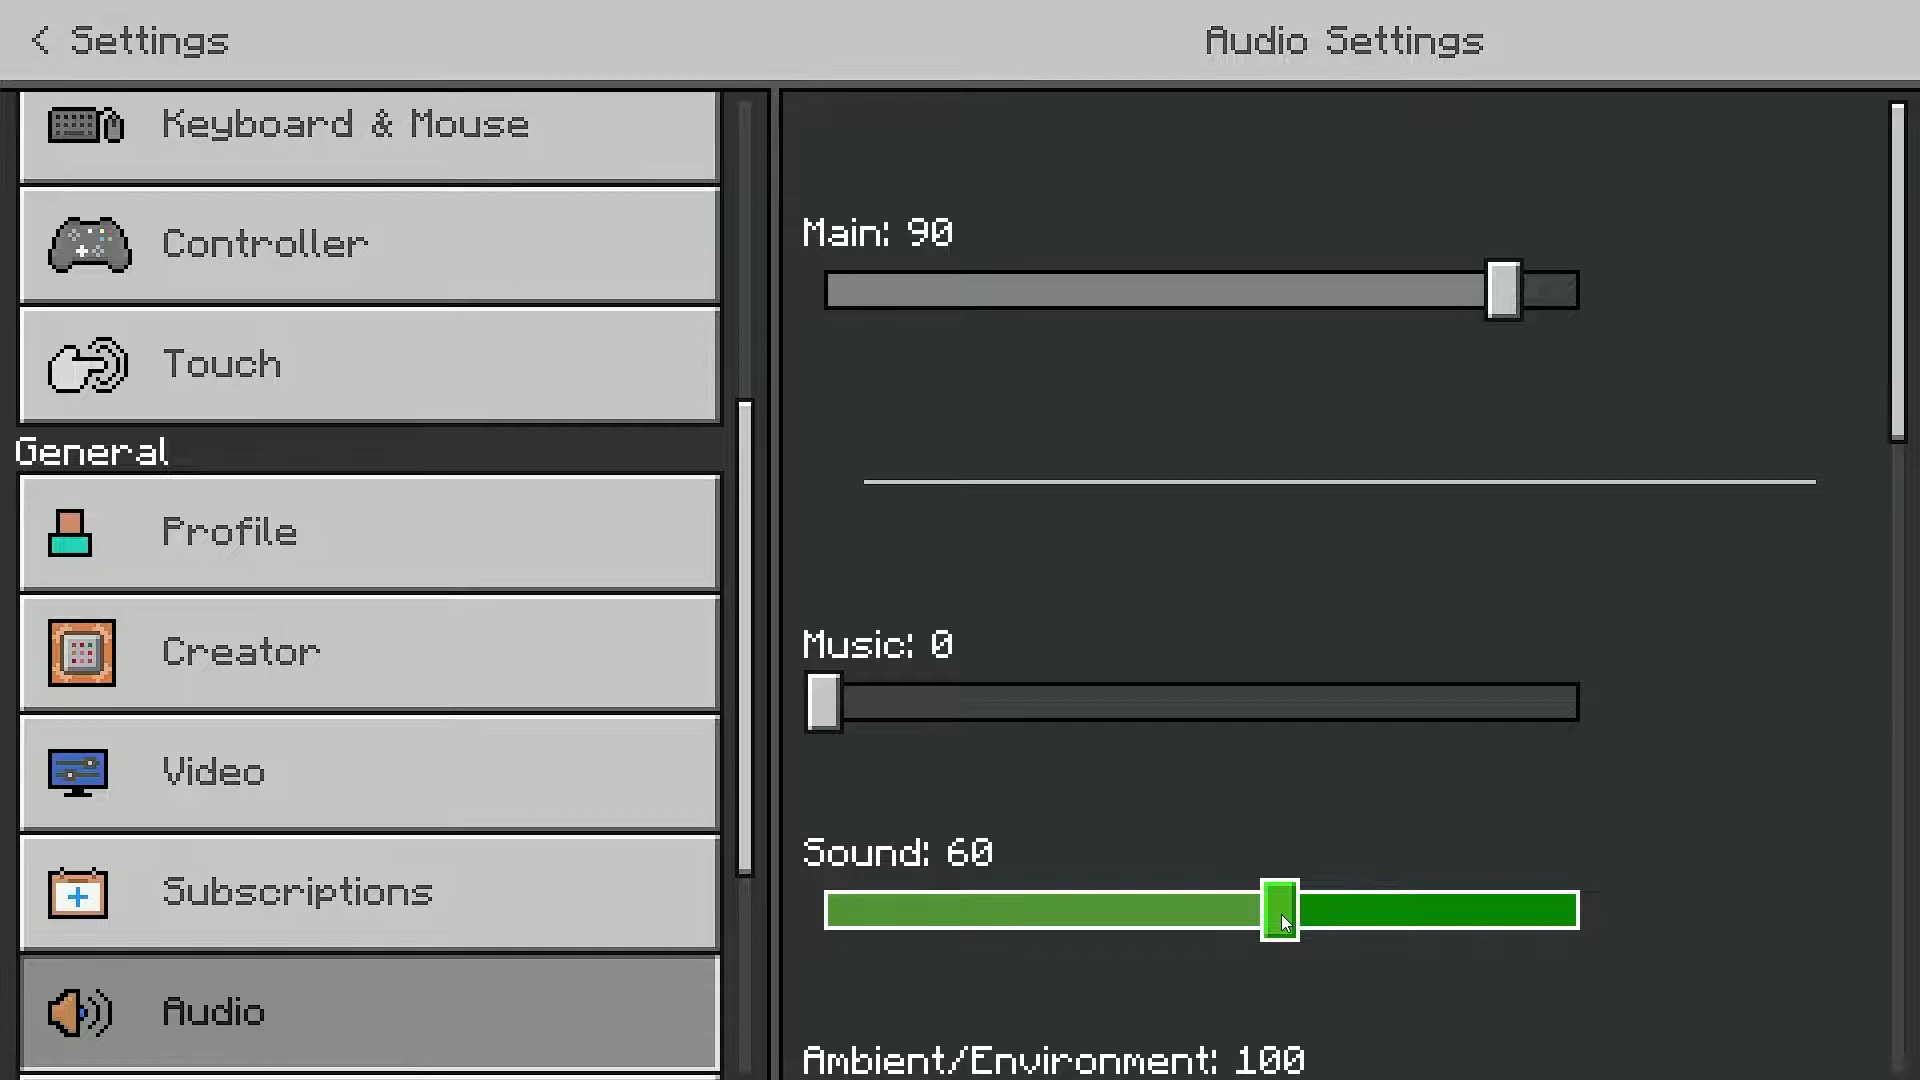 Settings
Audio Settings
Keyboard & Mouse
Controller
Touch
General
Profile
Creator
Video
Subscriptions
Audio
Main: 90
Music: 0
Sound: 60
Ambient/Environment: 100